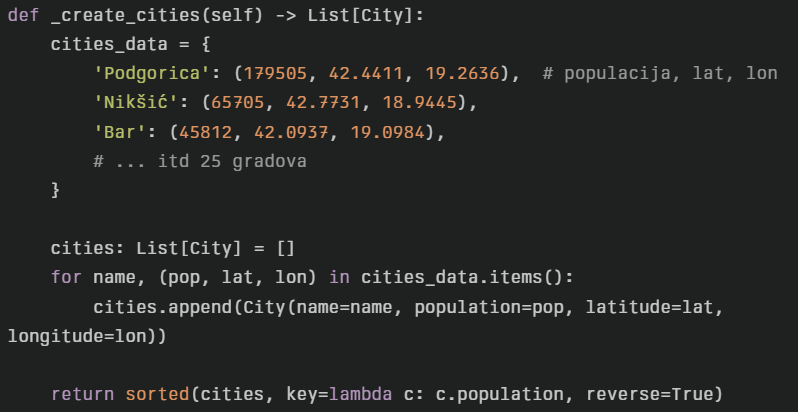 def _create_cities(self) -> List[City]:
    cities_data = {
        'Podgorica': (179505, 42.4411, 19.2636),  # populacija, lat, lon
        'Nikšić': (65705, 42.7731, 18.9445),
        'Bar': (45812, 42.0937, 19.0984),
        # ... itd 25 gradova
    }

    cities: List[City] = []
    for name, (pop, lat, lon) in cities_data.items():
        cities.append(City(name=name, population=pop, latitude=lat,
longitude=lon))

    return sorted(cities, key=lambda c: c.population, reverse=True)